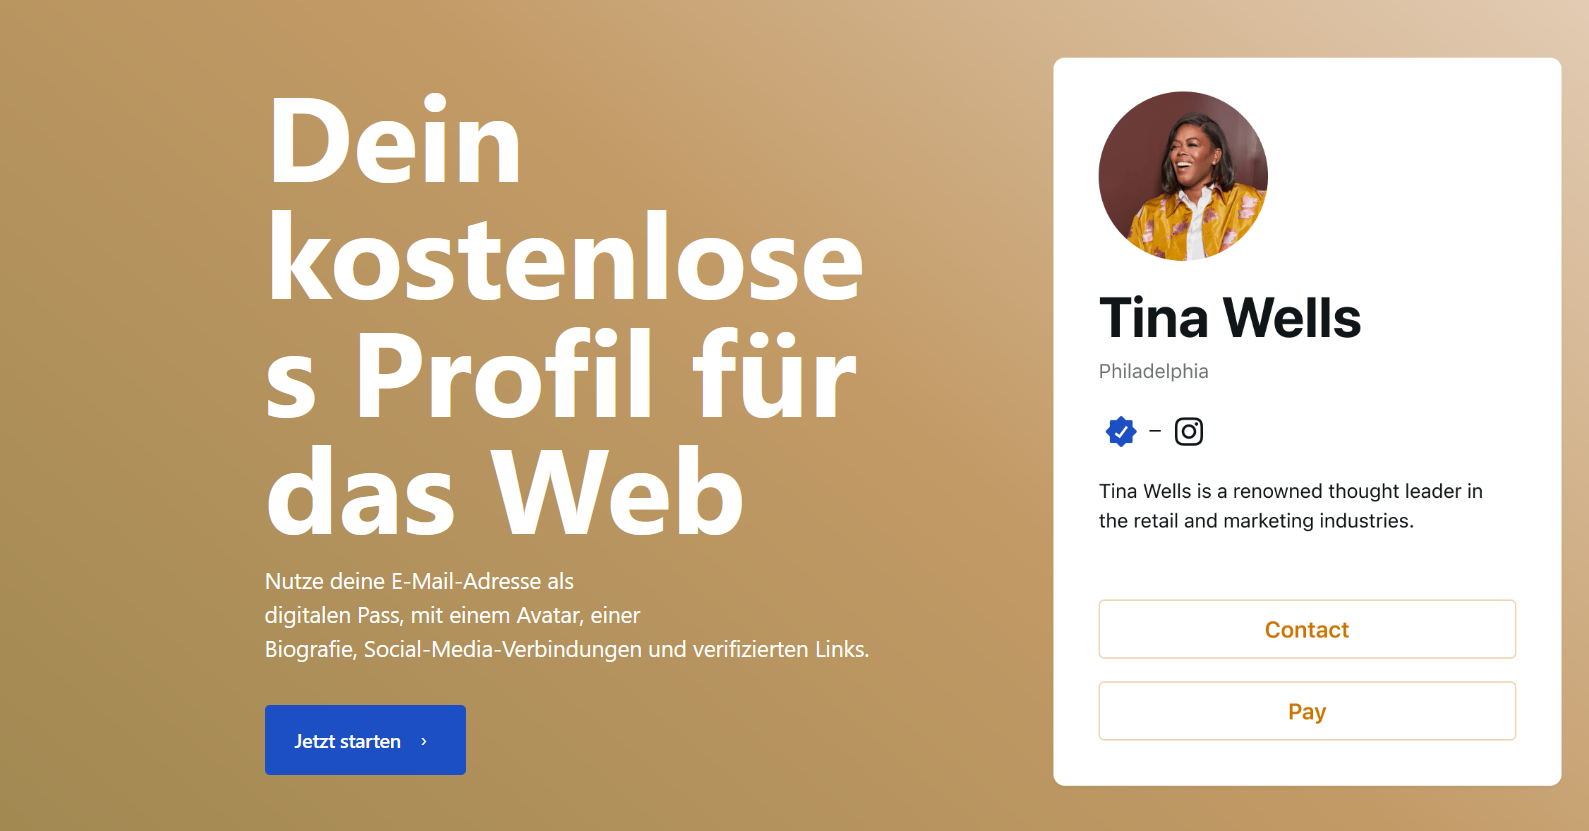 Dein
kostenlose
s Profil für
das Web
Nutze deine E-Mail-Adresse als
digitalen Pass, mit einem Avatar, einer
Biografie, Social-Media-Verbindungen und verifizierten Links.
Jetzt starten ›
Tina Wells
Philadelphia
–
Tina Wells is a renowned thought leader in
the retail and marketing industries.
Contact
Pay